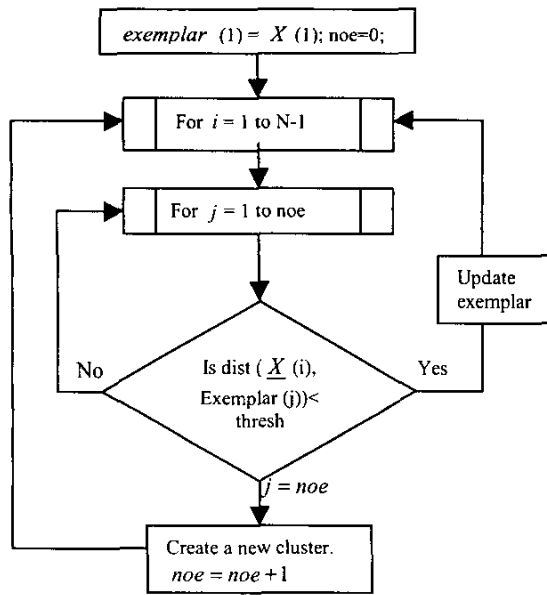 exemplar (1) = X (1); noe=0;
For i = 1 to N-1
For j = 1 to noe
Update
exemplar
Is dist ( X (i),
Exemplar (j))<
thresh
No
Yes
j = noe
Create a new cluster.
noe = noe +1